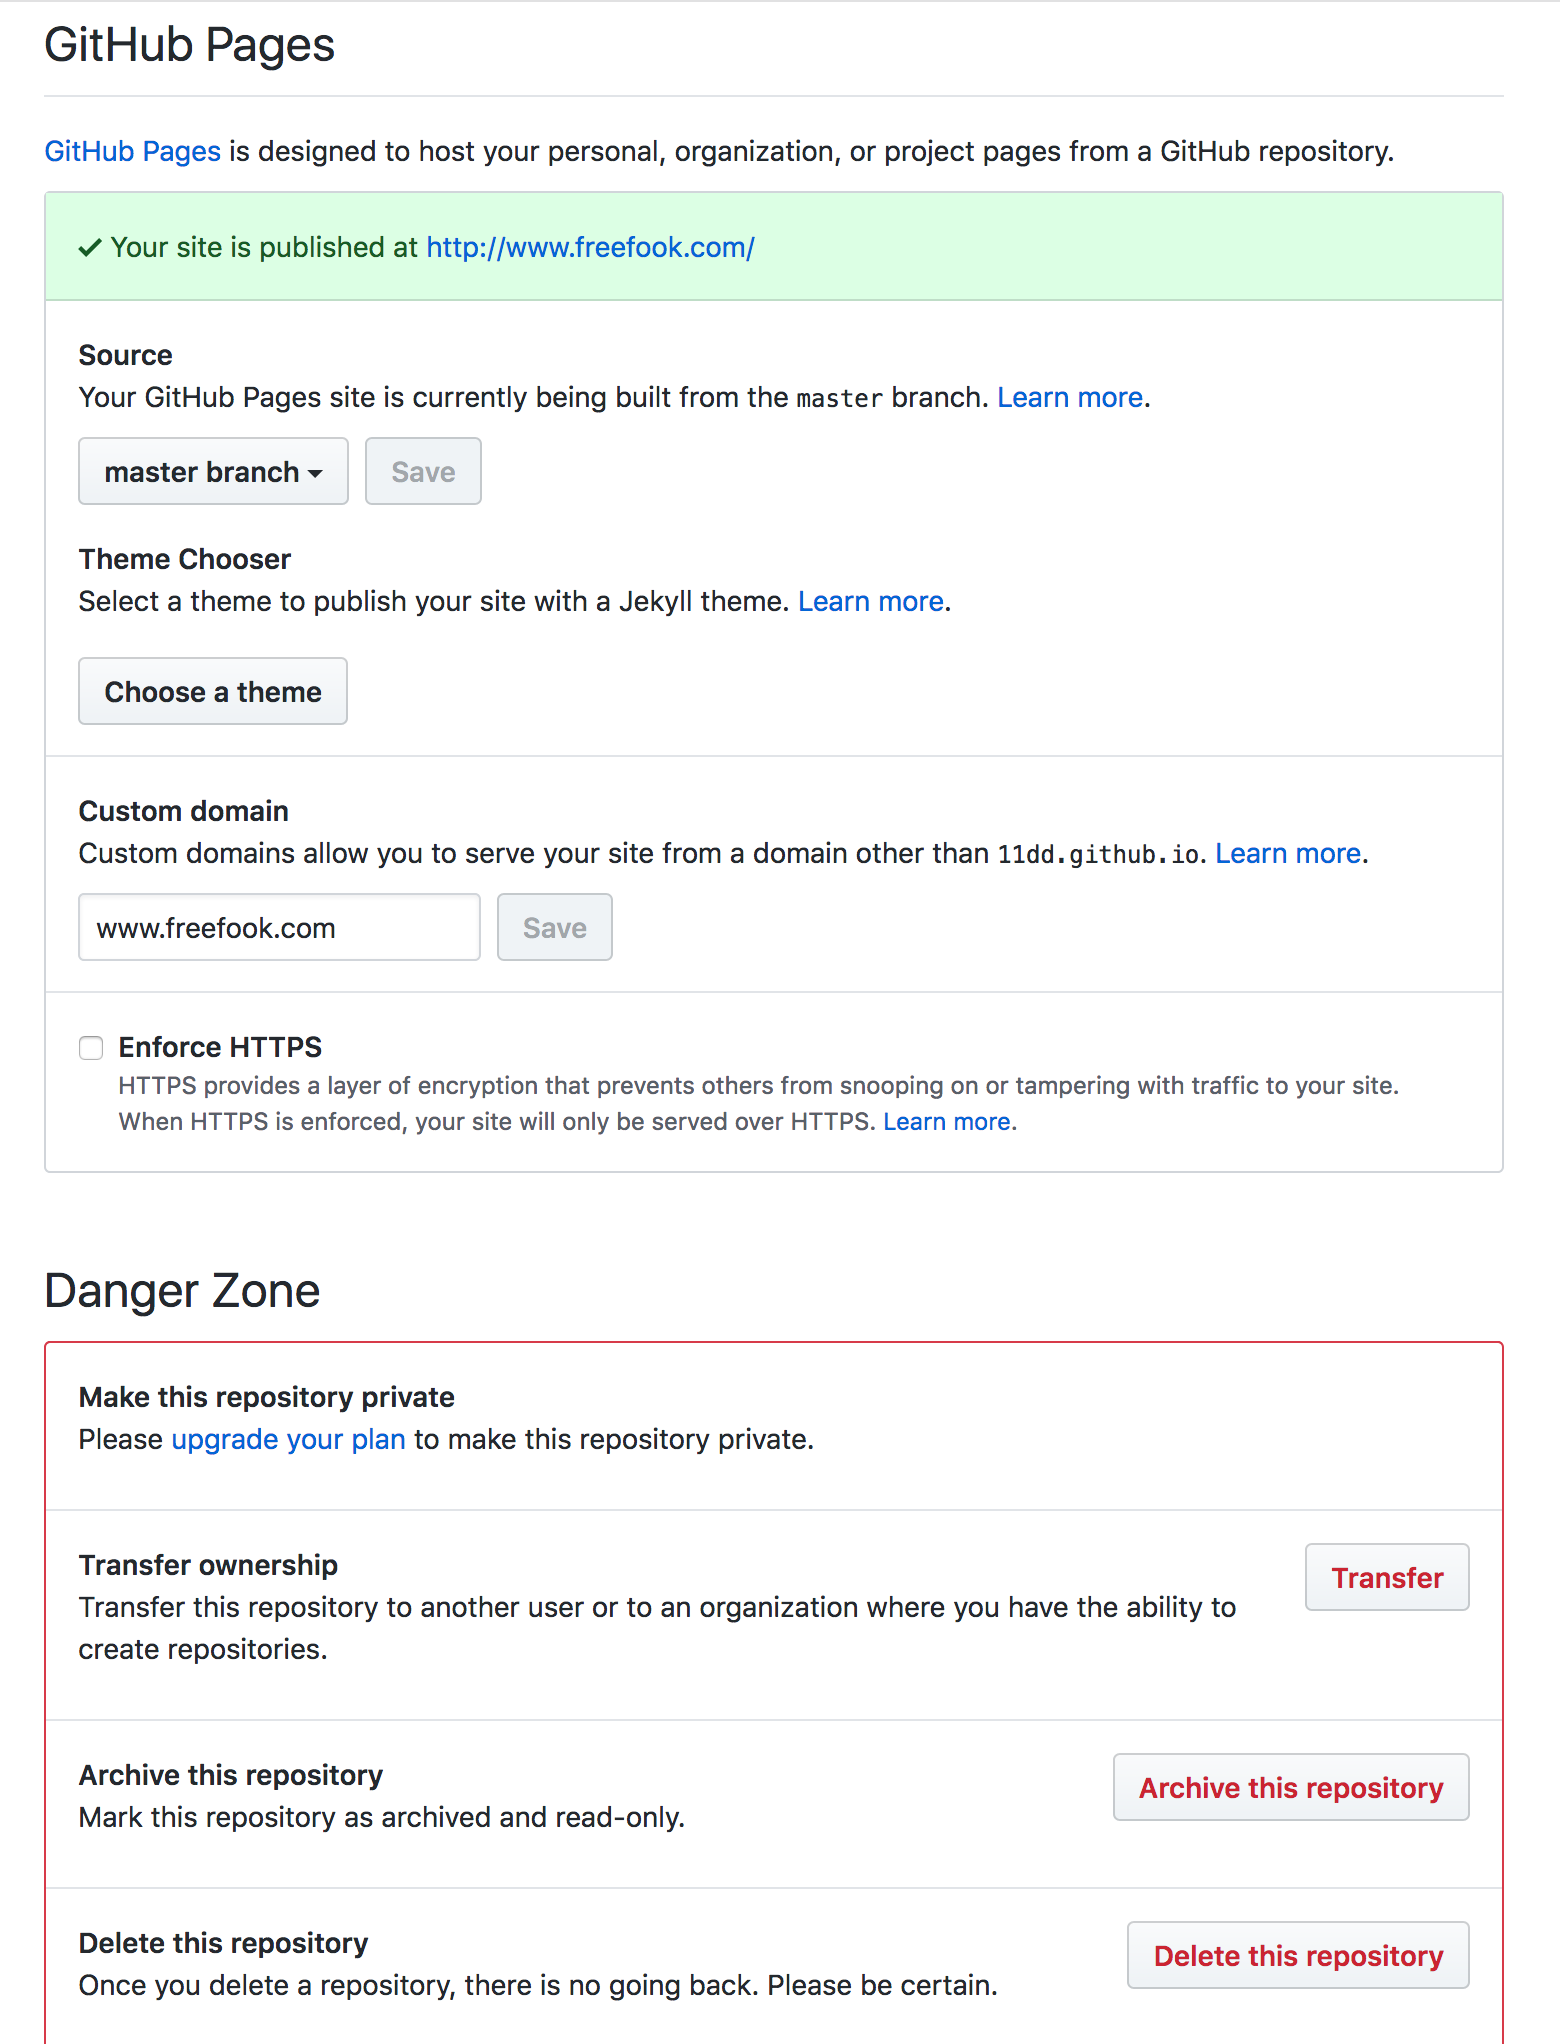 GitHub Pages
GitHub Pages is designed to host your personal, organization, or project pages from a GitHub repository.
Your site is published at http://www.freefook.com/
Source
Your GitHub Pages site is currently being built from the master branch. Learn more.
master branch
Save
Theme Chooser
Select a theme to publish your site with a Jekyll theme. Learn more.
Choose a theme
Custom domain
Custom domains allow you to serve your site from a domain other than 11dd.github.io. Learn more.
www.freefook.com
Save
Enforce HTTPS
HTTPS provides a layer of encryption that prevents others from snooping on or tampering with traffic to your site.
When HTTPS is enforced, your site will only be served over HTTPS. Learn more.
Danger Zone
Make this repository private
Please upgrade your plan to make this repository private.
Transfer ownership
Transfer this repository to another user or to an organization where you have the ability to
create repositories.
Transfer
Archive this repository
Mark this repository as archived and read-only.
Archive this repository
Delete this repository
Once you delete a repository, there is no going back. Please be certain.
Delete this repository